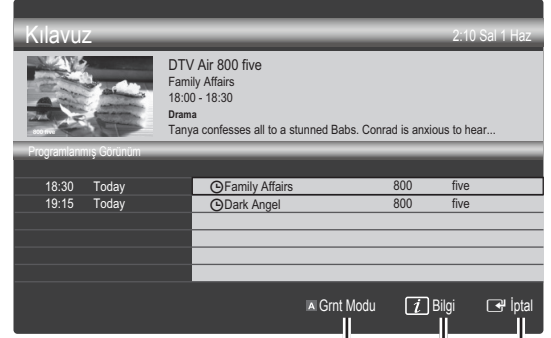 Kılavuz 2:10 Sal 1 Haz
DTV Air 800 five
Family Affairs
18:00 - 18:30
Drama
Tanya confesses all to a stunned Babs. Conrad is anxious to hear...
800 five
Programlanmış Görünüm
18:30 Today Family Affairs 800 five
19:15 Today Dark Angel 800 five
A Grnt Modu i Bilgi İptal